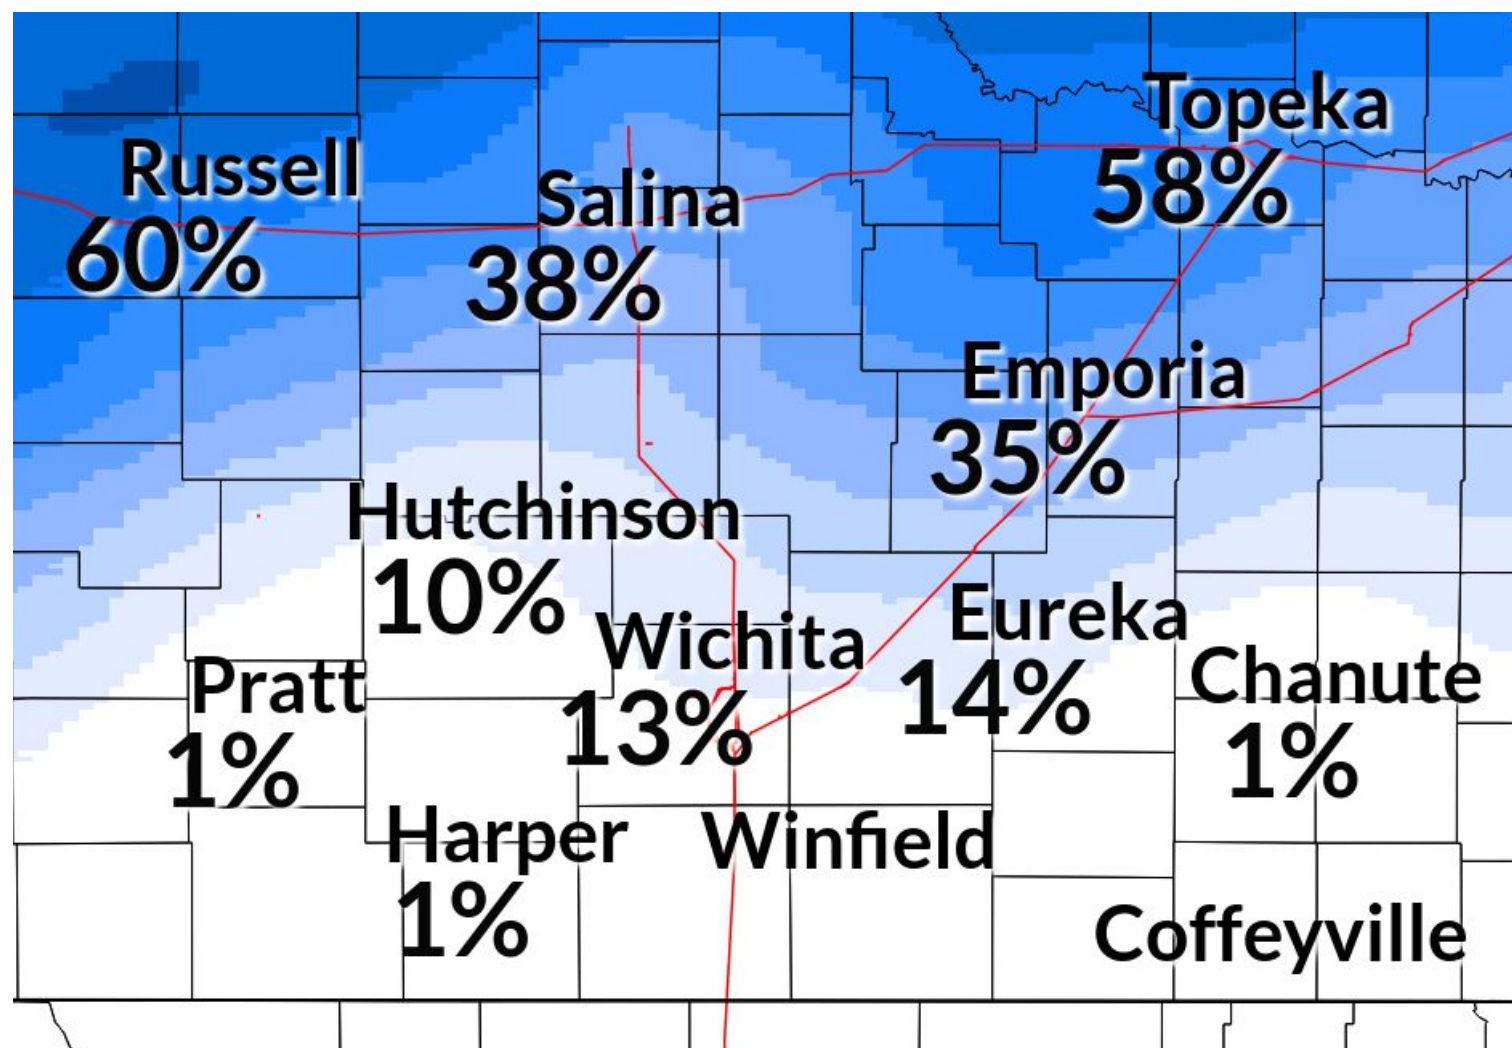 Topeka
58%
Russell
60%
Salina
38%
Emporia
35%
Hutchinson
10%
Wichita
13%
Eureka
14%
Chanute
1%
Pratt
1%
Harper
1%
Winfield
Coffeyville